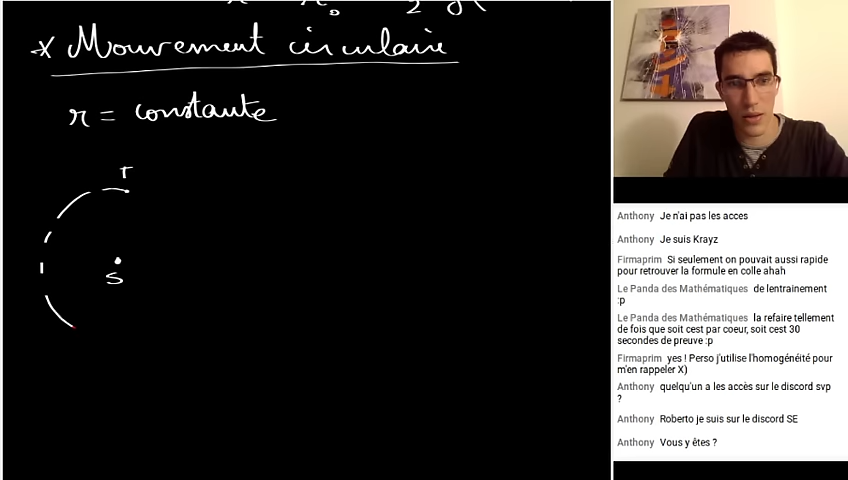 * Mouvement circulaire
r = constante
T
S
Anthony Je n'ai pas les acces
Anthony Je suis Krayz
Firmaprim Si seulement on pouvait aussi rapide
pour retrouver la formule en colle ahah
Le Panda des Mathématiques de lentrainement
:p
Le Panda des Mathématiques la refaire tellement
de fois que soit cest par coeur, soit cest 30
secondes de preuve :p
Firmaprim yes ! Perso j'utilise l'homogénéité pour
m'en rappeler X)
Anthony quelqu'un a les accès sur le discord svp
?
Anthony Roberto je suis sur le discord SE
Anthony Vous y êtes ?